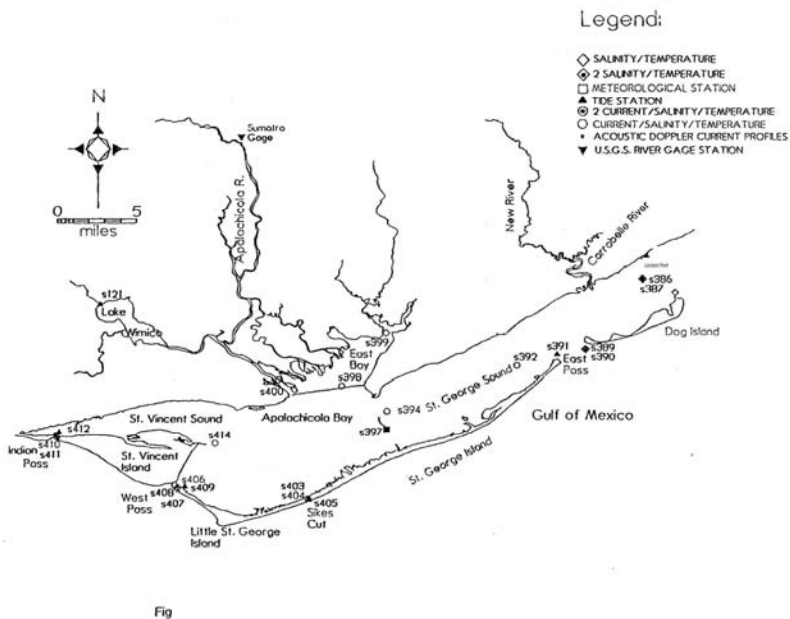 Legend:
SALINITY/TEMPERATURE
2 SALINITY/TEMPERATURE
METEOROLOGICAL STATION
TIDE STATION
2 CURRENT/SALINITY/TEMPERATURE
CURRENT/SALINITY/TEMPERATURE
ACOUSTIC DOPPLER CURRENT PROFILES
U.S.G.S. RIVER GAGE STATION
N
0 5
miles
Sumatra
Gage
Apalachicola R.
New River
Carrabelle River
s386
s387
Dog Island
s389
s390
s391
East
Pass
s392
St. George Sound
s394
s397
s398
s399
East
Bay
s400
Apalachicola Bay
Gulf of Mexico
St. George Island
s121
Lake
Wimico
St. Vincent Sound
s412
s410
s411
Indian
Pass
St. Vincent
Island
s414
s406
s408
s409
s407
West
Pass
s403
s404
s405
Sikes
Cut
Little St. George
Island
Fig